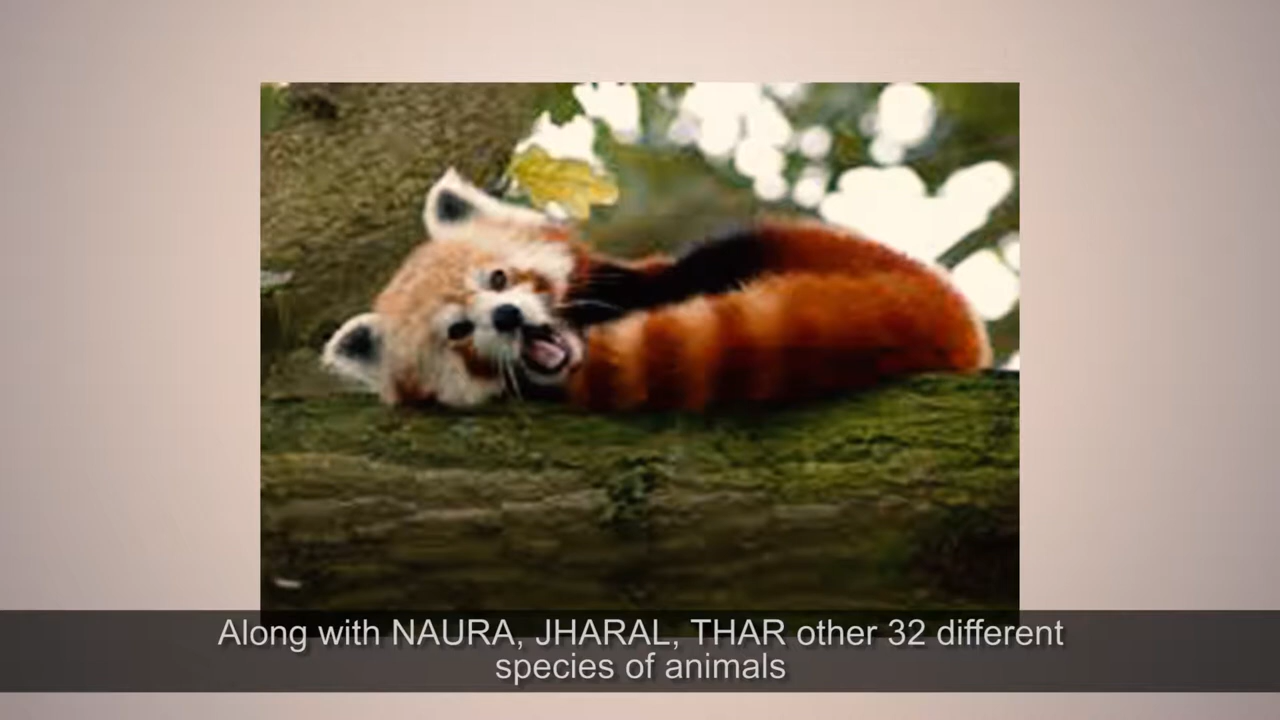 Along with NAURA, JHARAL, THAR other 32 different
species of animals